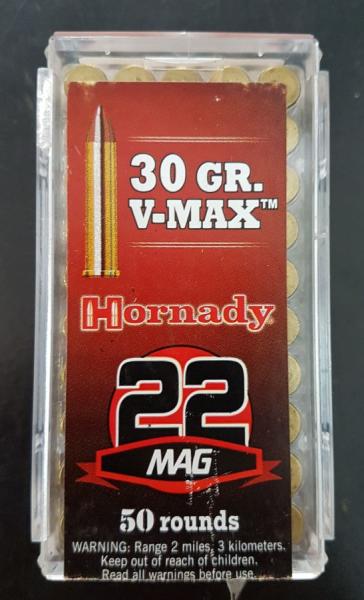 30 GR.
V-MAX™
Hornady
22
MAG
50 rounds
WARNING: Range 2 miles, 3 kilometers.
Keep out of reach of children.
Read all warnings before use.